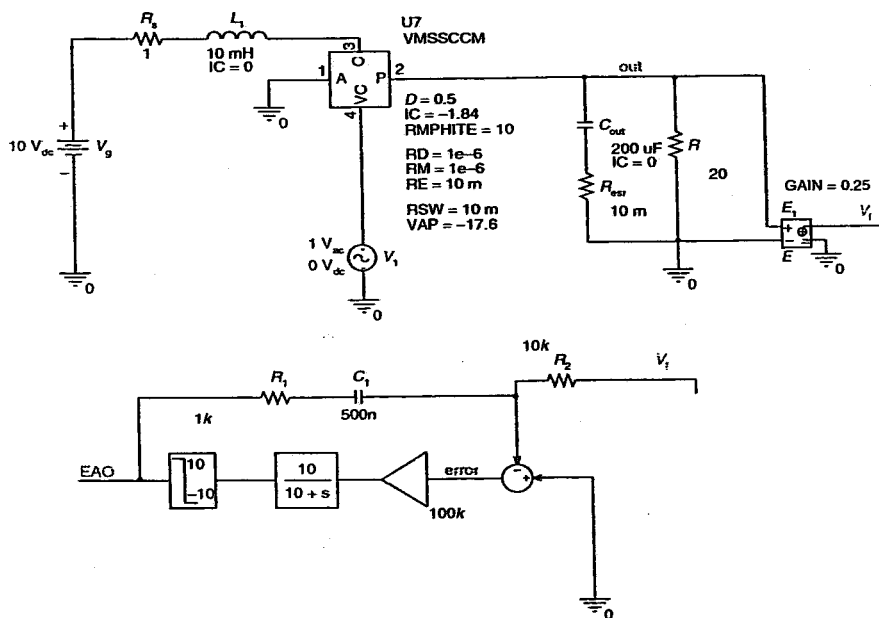 R_s
1
L_1
10 mH
IC = 0
U7
VMSSCCM
3
C
1
A
P
2
VC
4
0
D = 0.5
IC = −1.84
RMPHITE = 10
RD = 1e−6
RM = 1e−6
RE = 10 m
RSW = 10 m
VAP = −17.6
out
C_out
200 uF
IC = 0
R_esr
10 m
R
20
GAIN = 0.25
E_1
+
−
E
V_f
0
0
+
10 V_dc
V_g
−
0
1 V_ac
0 V_dc
V_1
0
10k
R_2
V_f
R_1
C_1
1k
500n
EAO
10
−10
10
10 + s
100k
error
−
+
0